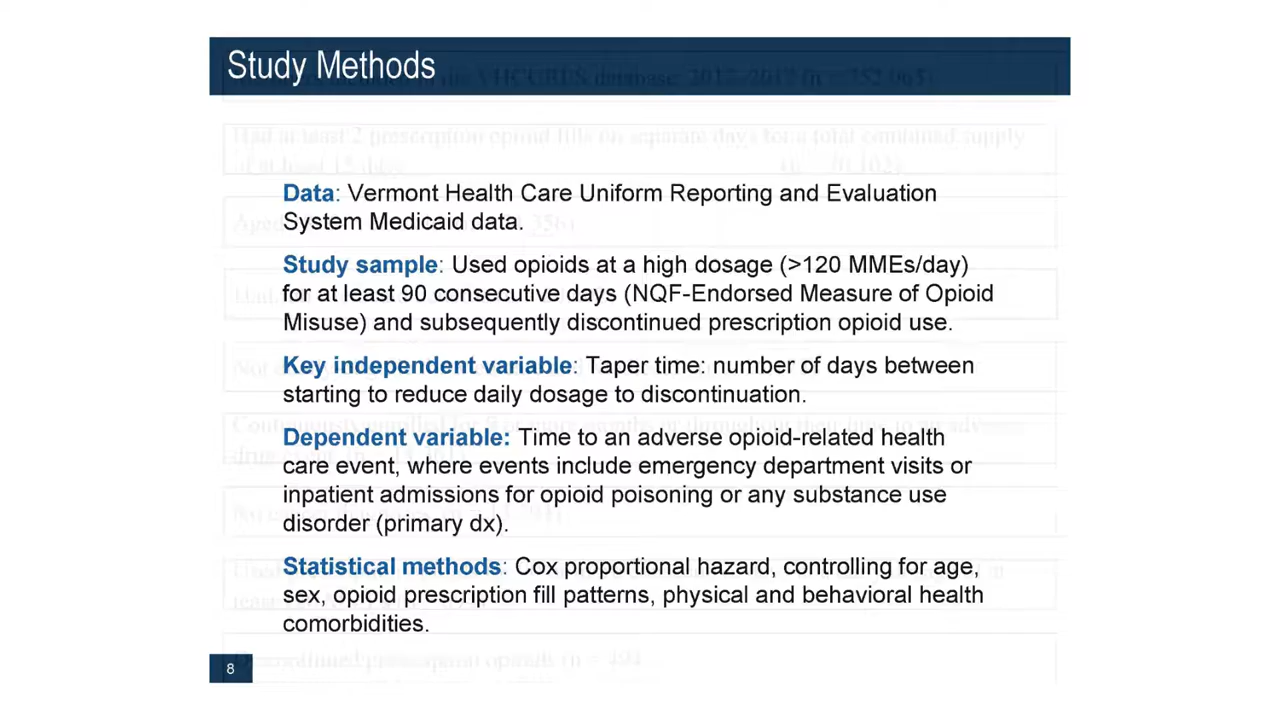 Study Methods
Data: Vermont Health Care Uniform Reporting and Evaluation
System Medicaid data.
Study sample: Used opioids at a high dosage (>120 MMEs/day)
for at least 90 consecutive days (NQF-Endorsed Measure of Opioid
Misuse) and subsequently discontinued prescription opioid use.
Key independent variable: Taper time: number of days between
starting to reduce daily dosage to discontinuation.
Dependent variable: Time to an adverse opioid-related health
care event, where events include emergency department visits or
inpatient admissions for opioid poisoning or any substance use
disorder (primary dx).
Statistical methods: Cox proportional hazard, controlling for age,
sex, opioid prescription fill patterns, physical and behavioral health
comorbidities.
8